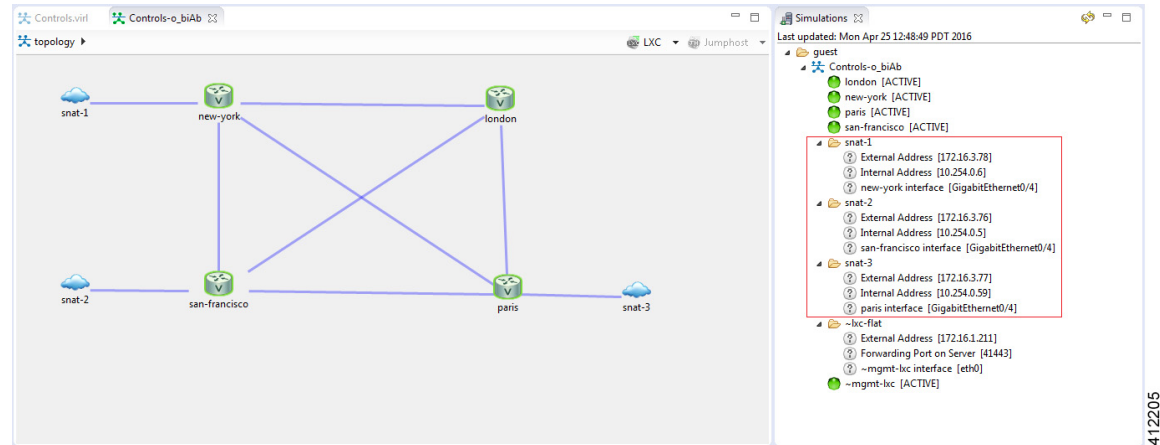 Controls.virl
Controls-o_biAb
topology
LXC
Jumphost
V
new-york
V
london
snat-1
V
san-francisco
snat-2
V
paris
snat-3
Simulations
Last updated: Mon Apr 25 12:48:49 PDT 2016
guest
Controls-o_biAb
london [ACTIVE]
new-york [ACTIVE]
paris [ACTIVE]
san-francisco [ACTIVE]
snat-1
? External Address [172.16.3.78]
? Internal Address [10.254.0.6]
? new-york interface [GigabitEthernet0/4]
snat-2
? External Address [172.16.3.76]
? Internal Address [10.254.0.5]
? san-francisco interface [GigabitEthernet0/4]
snat-3
? External Address [172.16.3.77]
? Internal Address [10.254.0.59]
? paris interface [GigabitEthernet0/4]
~lxc-flat
? External Address [172.16.1.211]
? Forwarding Port on Server [41443]
? ~mgmt-lxc interface [eth0]
~mgmt-lxc [ACTIVE]
412205